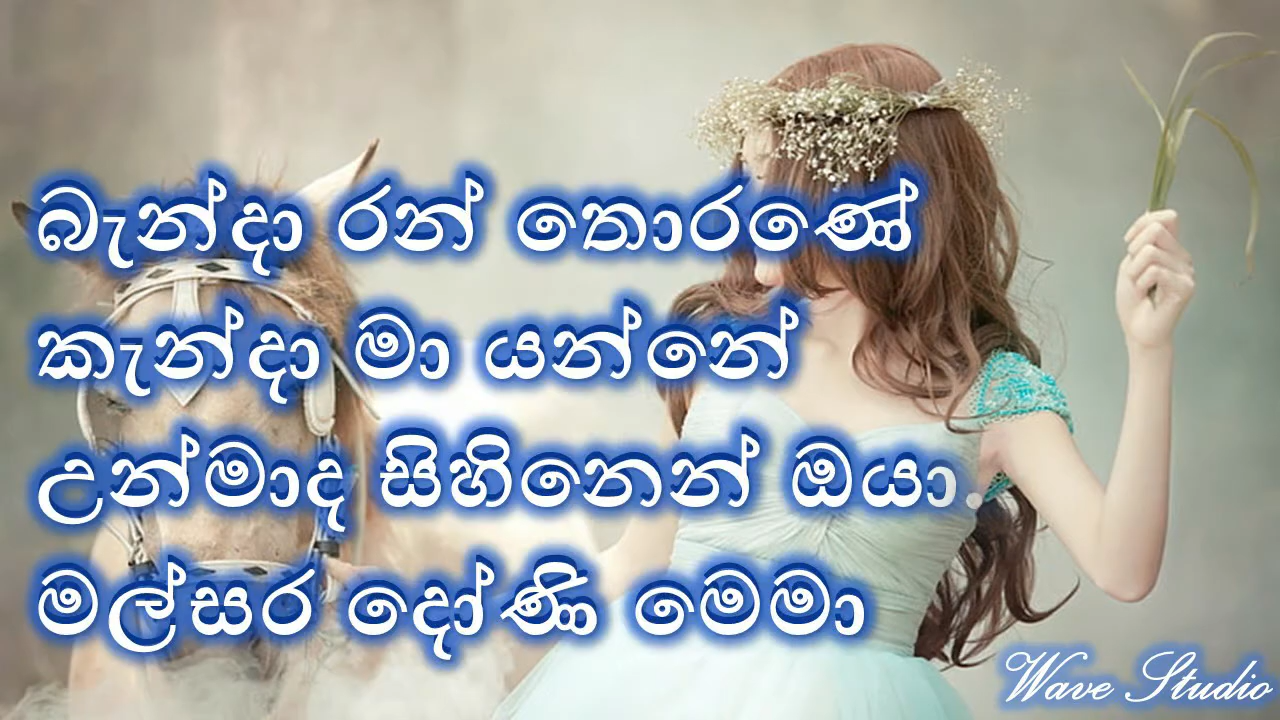 බැන්දා රන් තොරණේ
කැන්දා මා යන්නේ
උන්මාද සිහිනෙන් ඔයා.
මල්සර දෝණි මෙමා
Wave Studio